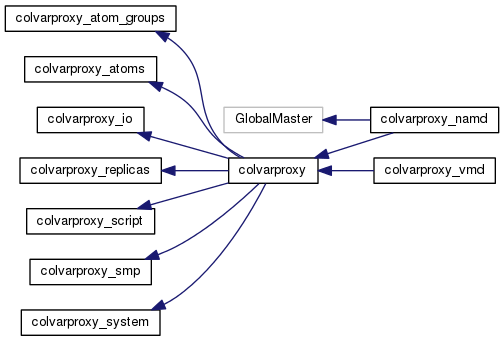 colvarproxy_atom_groups
colvarproxy_atoms
colvarproxy_io
GlobalMaster
colvarproxy_namd
colvarproxy_replicas
colvarproxy
colvarproxy_vmd
colvarproxy_script
colvarproxy_smp
colvarproxy_system